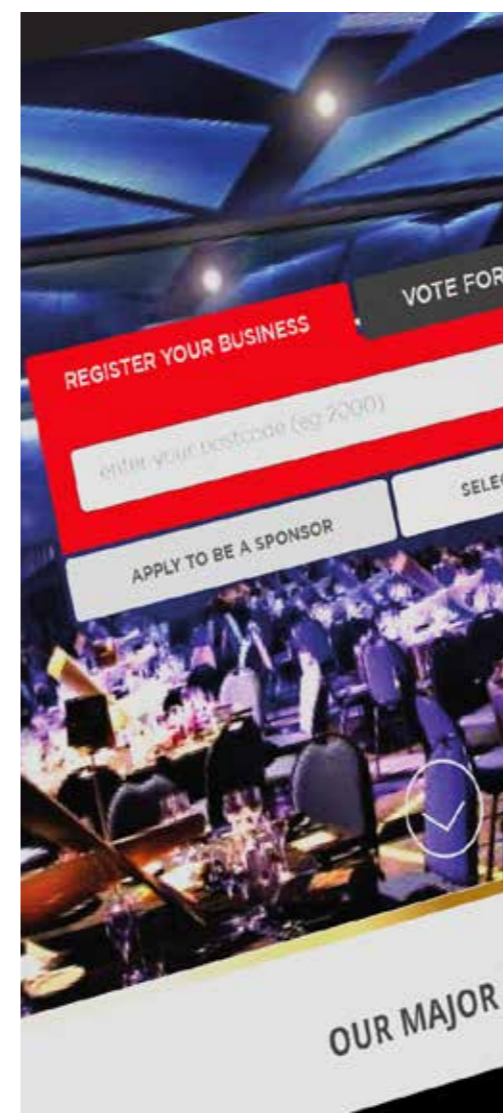 REGISTER YOUR BUSINESS
VOTE FOR
enter your postcode (eg 2000)
APPLY TO BE A SPONSOR
SELEC
OUR MAJOR